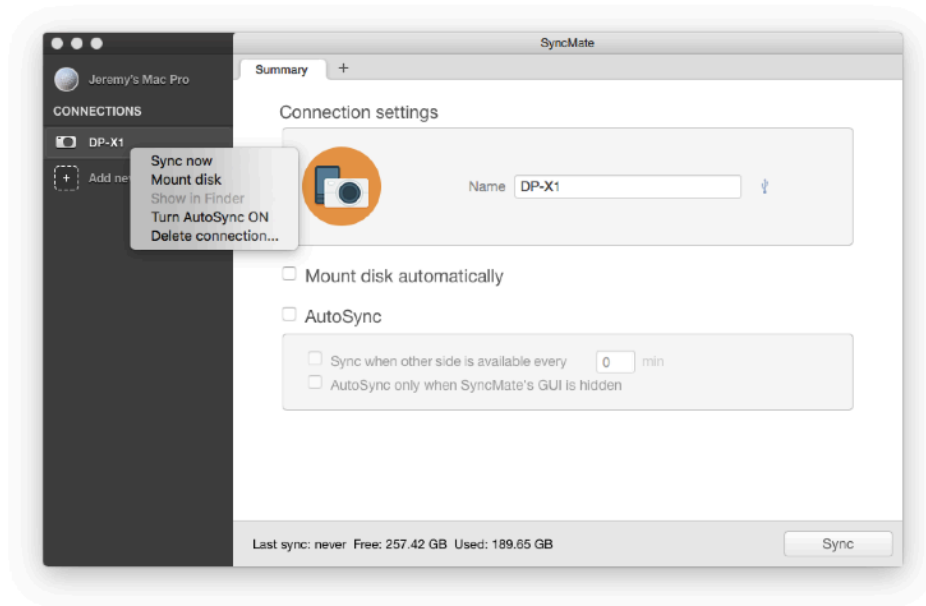 SyncMate
Jeremy's Mac Pro
Summary +
CONNECTIONS
DP-X1
+ Add
Sync now
Mount disk
Show in Finder
Turn AutoSync ON
Delete connection...
Connection settings
Name DP-X1
Mount disk automatically
AutoSync
Sync when other side is available every 0 min
AutoSync only when SyncMate's GUI is hidden
Last sync: never Free: 257.42 GB Used: 189.65 GB
Sync